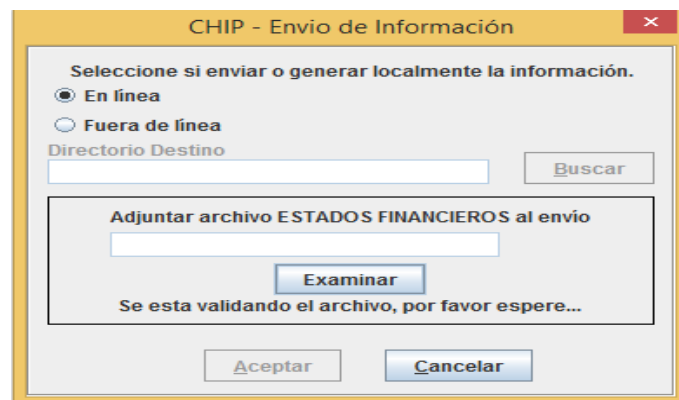 CHIP - Envio de Información
Seleccione si enviar o generar localmente la información.
En línea
Fuera de línea
Directorio Destino
Buscar
Adjuntar archivo ESTADOS FINANCIEROS al envío
Examinar
Se esta validando el archivo, por favor espere...
Aceptar
Cancelar